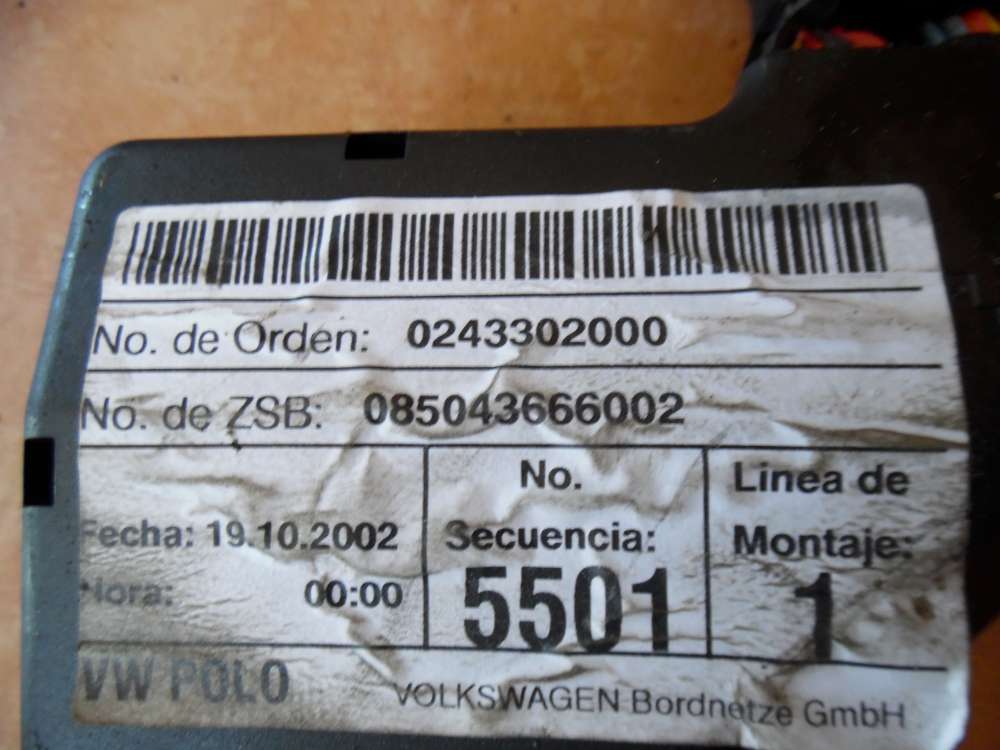 No. de Orden: 0243302000
No. de ZSB: 085043666002
Fecha: 19.10.2002
Hora: 00:00
No.
Secuencia:
5501
Linea de
Montaje:
1
VW POLO
VOLKSWAGEN Bordnetze GmbH